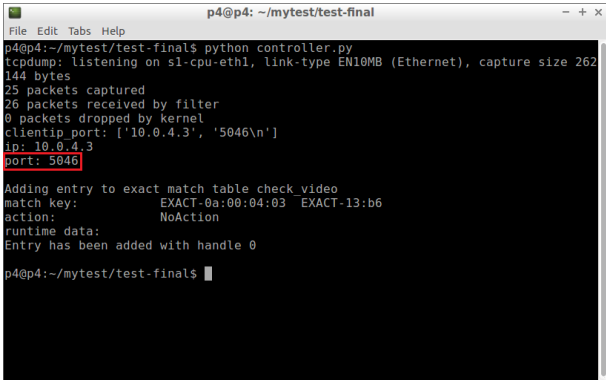 p4@p4: ~/mytest/test-final
File Edit Tabs Help
p4@p4:~/mytest/test-final$ python controller.py
tcpdump: listening on s1-cpu-eth1, link-type EN10MB (Ethernet), capture size 262
144 bytes
25 packets captured
26 packets received by filter
0 packets dropped by kernel
clientip_port: ['10.0.4.3', '5046\n']
ip: 10.0.4.3
port: 5046
Adding entry to exact match table check_video
match key: EXACT-0a:00:04:03 EXACT-13:b6
action: NoAction
runtime data:
Entry has been added with handle 0
p4@p4:~/mytest/test-final$